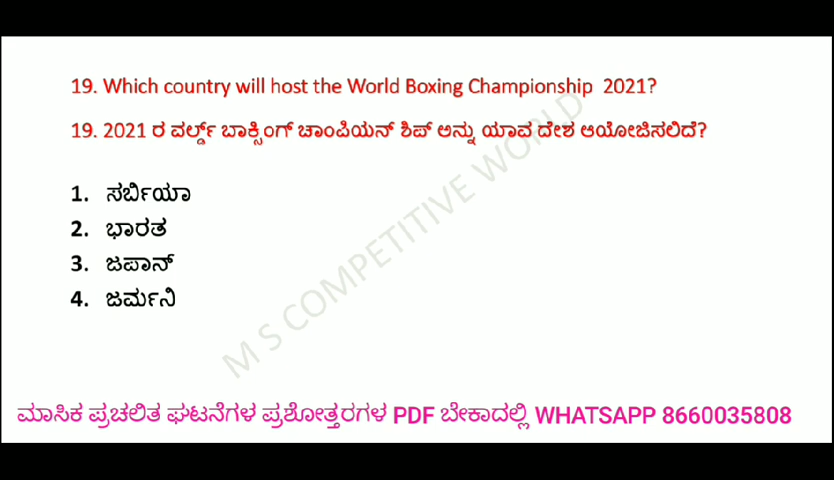 19. Which country will host the World Boxing Championship 2021?
19. 2021 ರ ವರ್ಲ್ಡ್ ಬಾಕ್ಸಿಂಗ್ ಚಾಂಪಿಯನ್ ಶಿಪ್ ಅನ್ನು ಯಾವ ದೇಶ ಆಯೋಜಿಸಲಿದೆ?
1. ಸರ್ಬಿಯಾ
2. ಭಾರತ
3. ಜಪಾನ್
4. ಜರ್ಮನಿ
M S COMPETITIVE WORLD
ಮಾಸಿಕ ಪ್ರಚಲಿತ ಘಟನೆಗಳ ಪ್ರಶೋತ್ತರಗಳ PDF ಬೇಕಾದಲ್ಲಿ WHATSAPP 8660035808